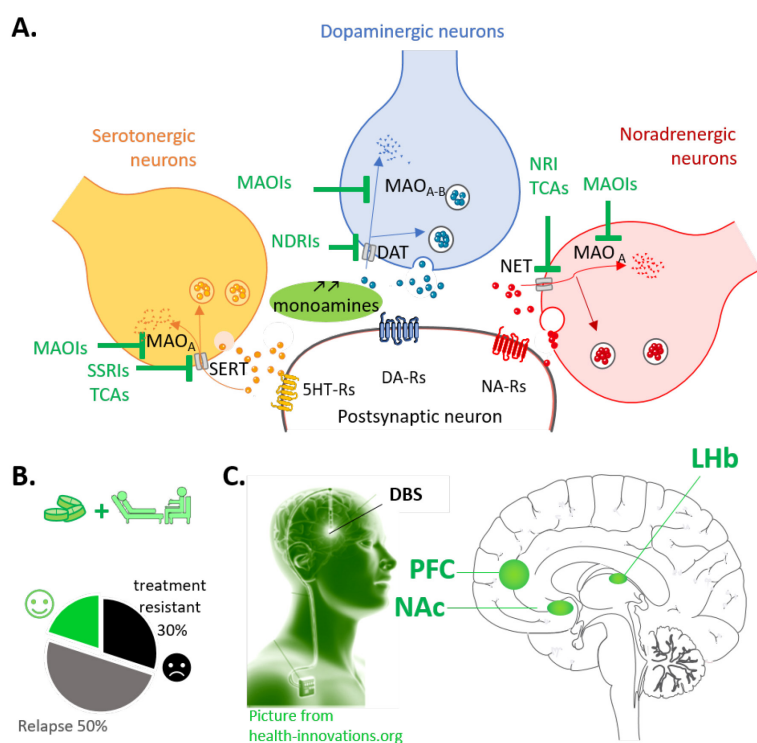 A.
Dopaminergic neurons
Serotonergic
neurons
Noradrenergic
neurons
MAOIs
MAOA-B
NRI
TCAs
MAOIs
NDRIs
DAT
NET
MAOA
monoamines
MAOIs
MAOA
SSRIs
TCAs
SERT
5HT-Rs
DA-Rs
NA-Rs
Postsynaptic neuron
B.
+
treatment
resistant
30%
Relapse 50%
C.
DBS
LHb
PFC
NAc
Picture from
health-innovations.org